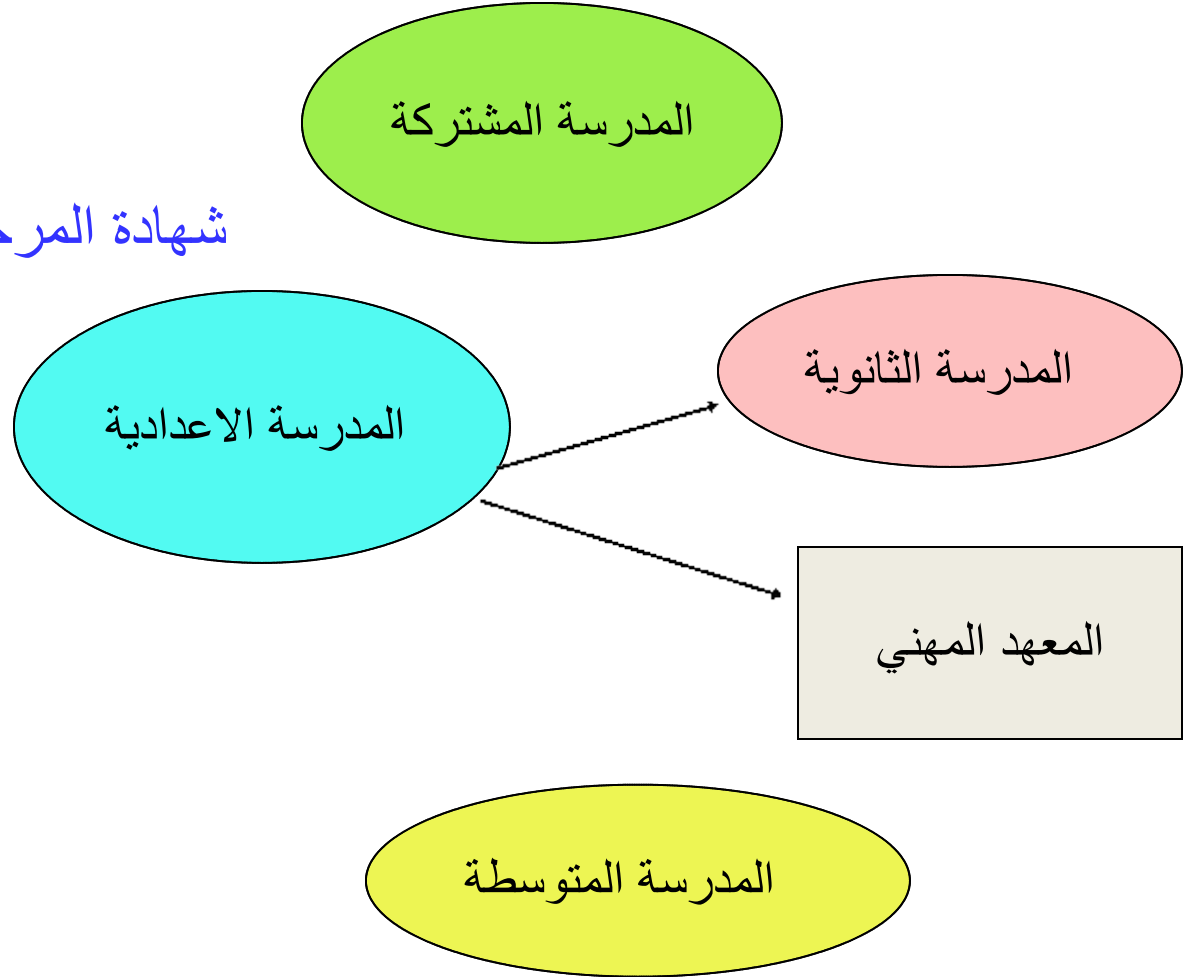 المدرسة المشتركة
شهادة
المدرسة الثانوية
المدرسة الاعدادية
المعهد المهني
المدرسة المتوسطة